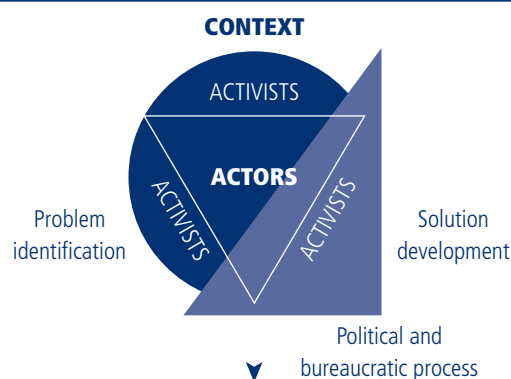 CONTEXT
ACTIVISTS
ACTORS
ACTIVISTS
ACTIVISTS
Problem
identification
Solution
development
Political and
bureaucratic process